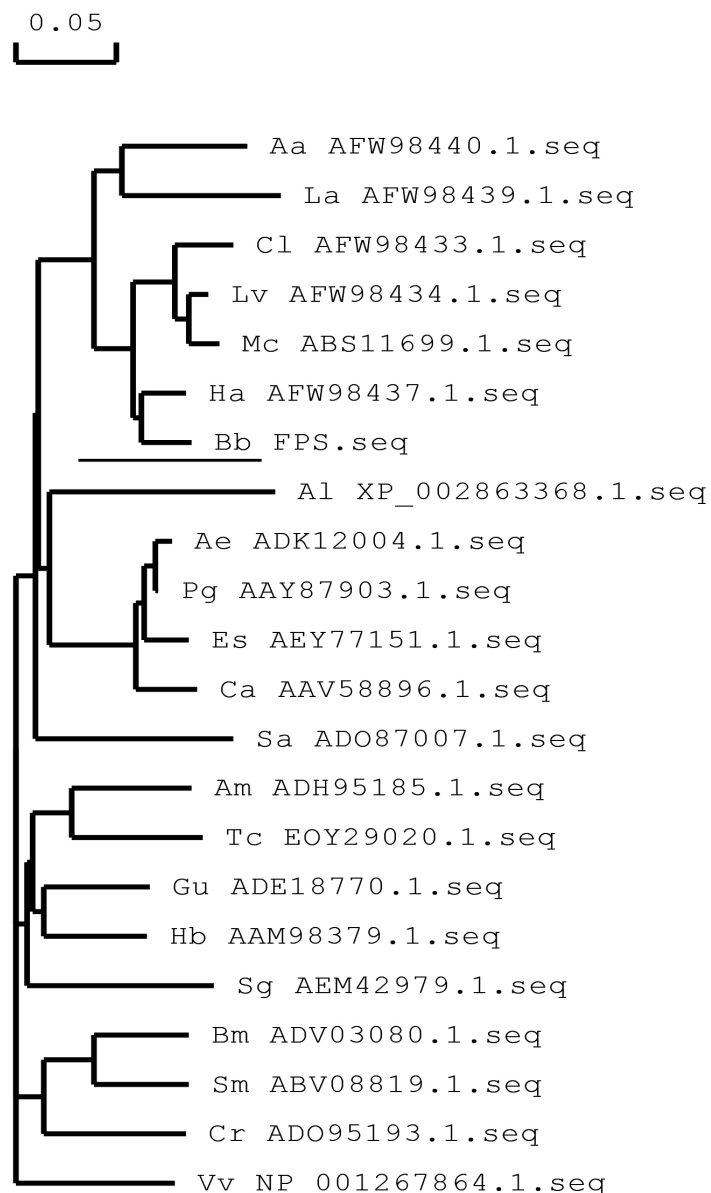 0.05
Aa AFW98440.1.seq
La AFW98439.1.seq
Cl AFW98433.1.seq
Lv AFW98434.1.seq
Mc ABS11699.1.seq
Ha AFW98437.1.seq
Bb FPS.seq
Al XP_002863368.1.seq
Ae ADK12004.1.seq
Pg AAY87903.1.seq
Es AEY77151.1.seq
Ca AAV58896.1.seq
Sa ADO87007.1.seq
Am ADH95185.1.seq
Tc EOY29020.1.seq
Gu ADE18770.1.seq
Hb AAM98379.1.seq
Sg AEM42979.1.seq
Bm ADV03080.1.seq
Sm ABV08819.1.seq
Cr ADO95193.1.seq
Vv NP 001267864.1.seq